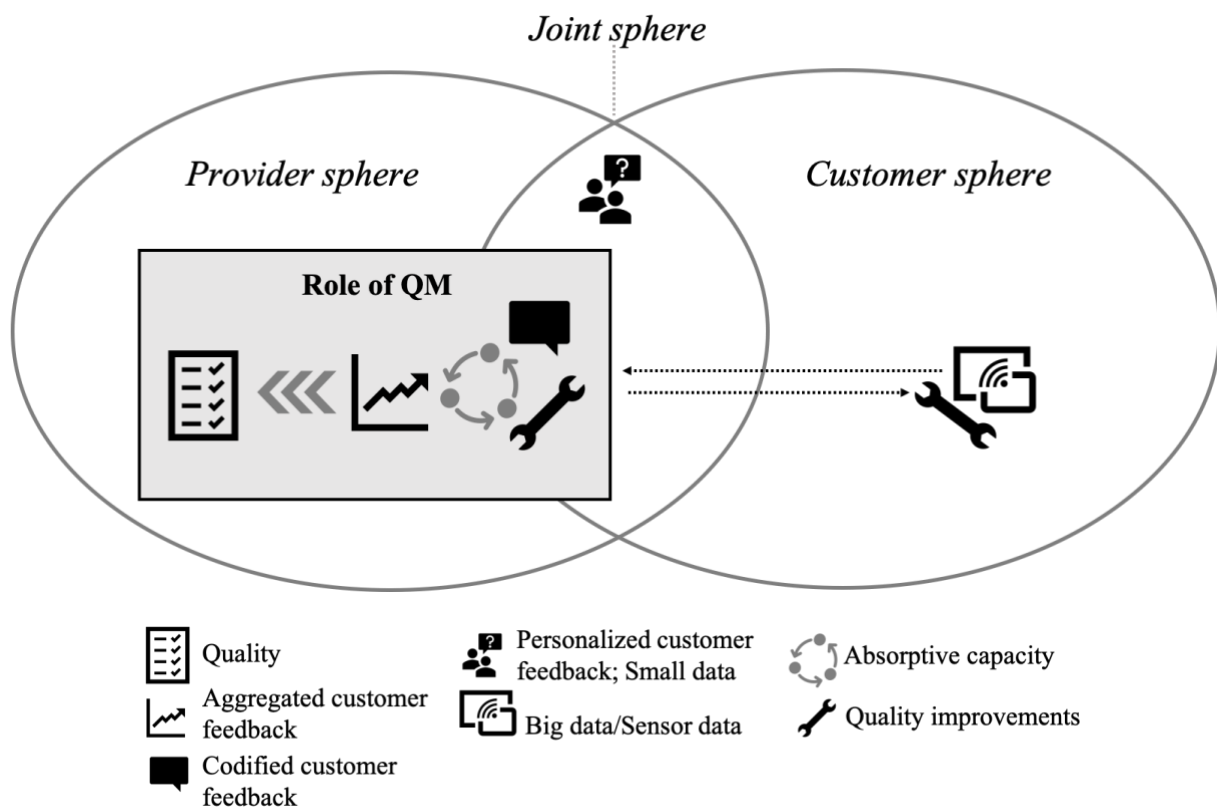 Joint sphere
Provider sphere
Customer sphere
Role of QM
?
Quality
Aggregated customer
feedback
Codified customer
feedback
?
Personalized customer
feedback; Small data
Big data/Sensor data
Absorptive capacity
Quality improvements